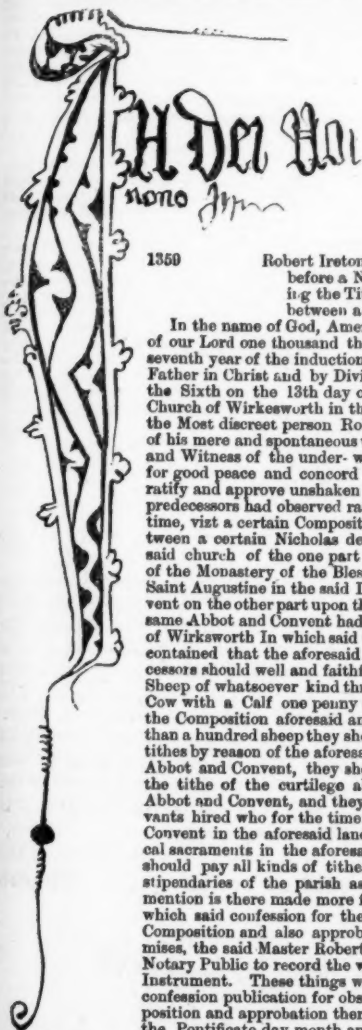 n Dei
nono
1359 Robert Ireton
before a N
ing the Ti
between a
In the name of God, Ame
of our Lord one thousand th
seventh year of the induction
Father in Christ and by Divi
the Sixth on the 13th day o
Church of Wirkesworth in th
the Most discreet person Ro
of his mere and spontaneous
and Witness of the under- w
for good peace and concord
ratify and approve unshaken
predecessors had observed ra
time, vizt a certain Composit
tween a certain Nicholas de
said church of the one part
of the Monastery of the Bles
Saint Augustine in the said I
vent on the other part upon th
same Abbot and Convent had
of Wirksworth In which said
contained that the aforesaid
cessors should well and faithf
Sheep of whatsoever kind thr
Cow with a Calf one penny
the Composition aforesaid an
than a hundred sheep they sho
tithes by reason of the aforesa
Abbot and Convent, they sho
the tithe of the curtilege a
Abbot and Convent, and they
vants hired who for the time
Convent in the aforesaid lanc
cal sacraments in the aforesa
should pay all kinds of tithe
stipendaries of the parish as
mention is there made more f
which said confession for the
Composition and also approb
mises, the said Master Robert
Notary Public to record the w
Instrument. These things w
confession publication for obs
position and approbation ther
the Pontificate day month